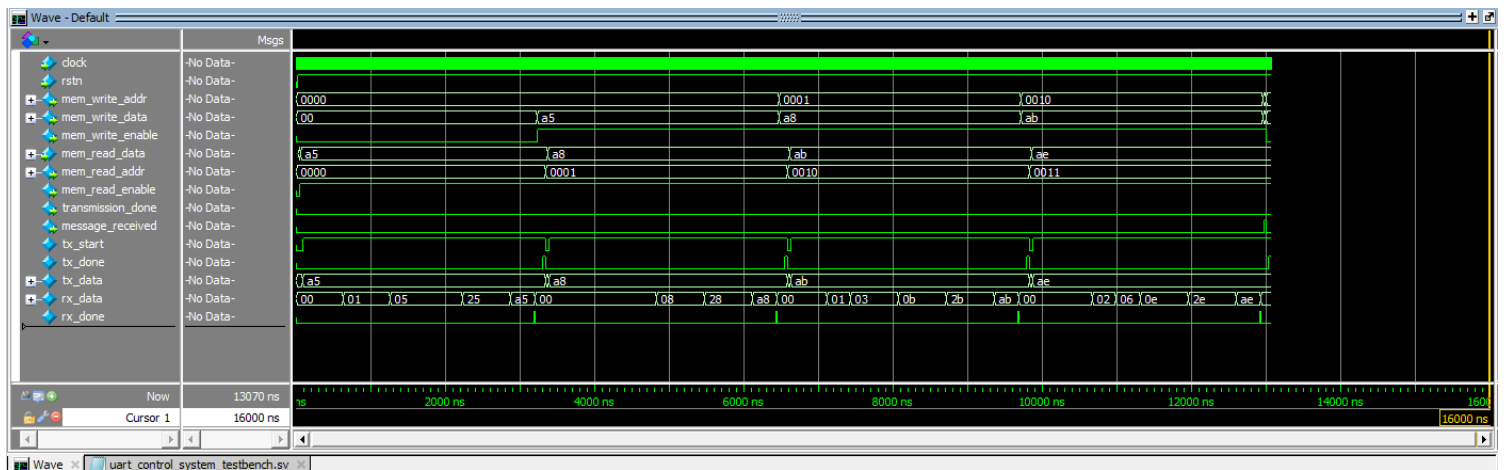 Wave - Default
Msgs
clock -No Data-
rstn -No Data-
mem_write_addr -No Data- 0000 0001 0010
mem_write_data -No Data- 00 a5 a8 ab
mem_write_enable -No Data-
mem_read_data -No Data- a5 a8 ab ae
mem_read_addr -No Data- 0000 0001 0010 0011
mem_read_enable -No Data-
transmission_done -No Data-
message_received -No Data-
tx_start -No Data-
tx_done -No Data-
tx_data -No Data- a5 a8 ab ae
rx_data -No Data- 00 01 05 25 a5 00 08 28 a8 00 01 03 0b 2b ab 00 02 06 0e 2e ae
rx_done -No Data-
Now 13070 ns ns 2000 ns 4000 ns 6000 ns 8000 ns 10000 ns 12000 ns 14000 ns 1600
Cursor 1 16000 ns 16000 ns
Wave uart_control_system_testbench.sv